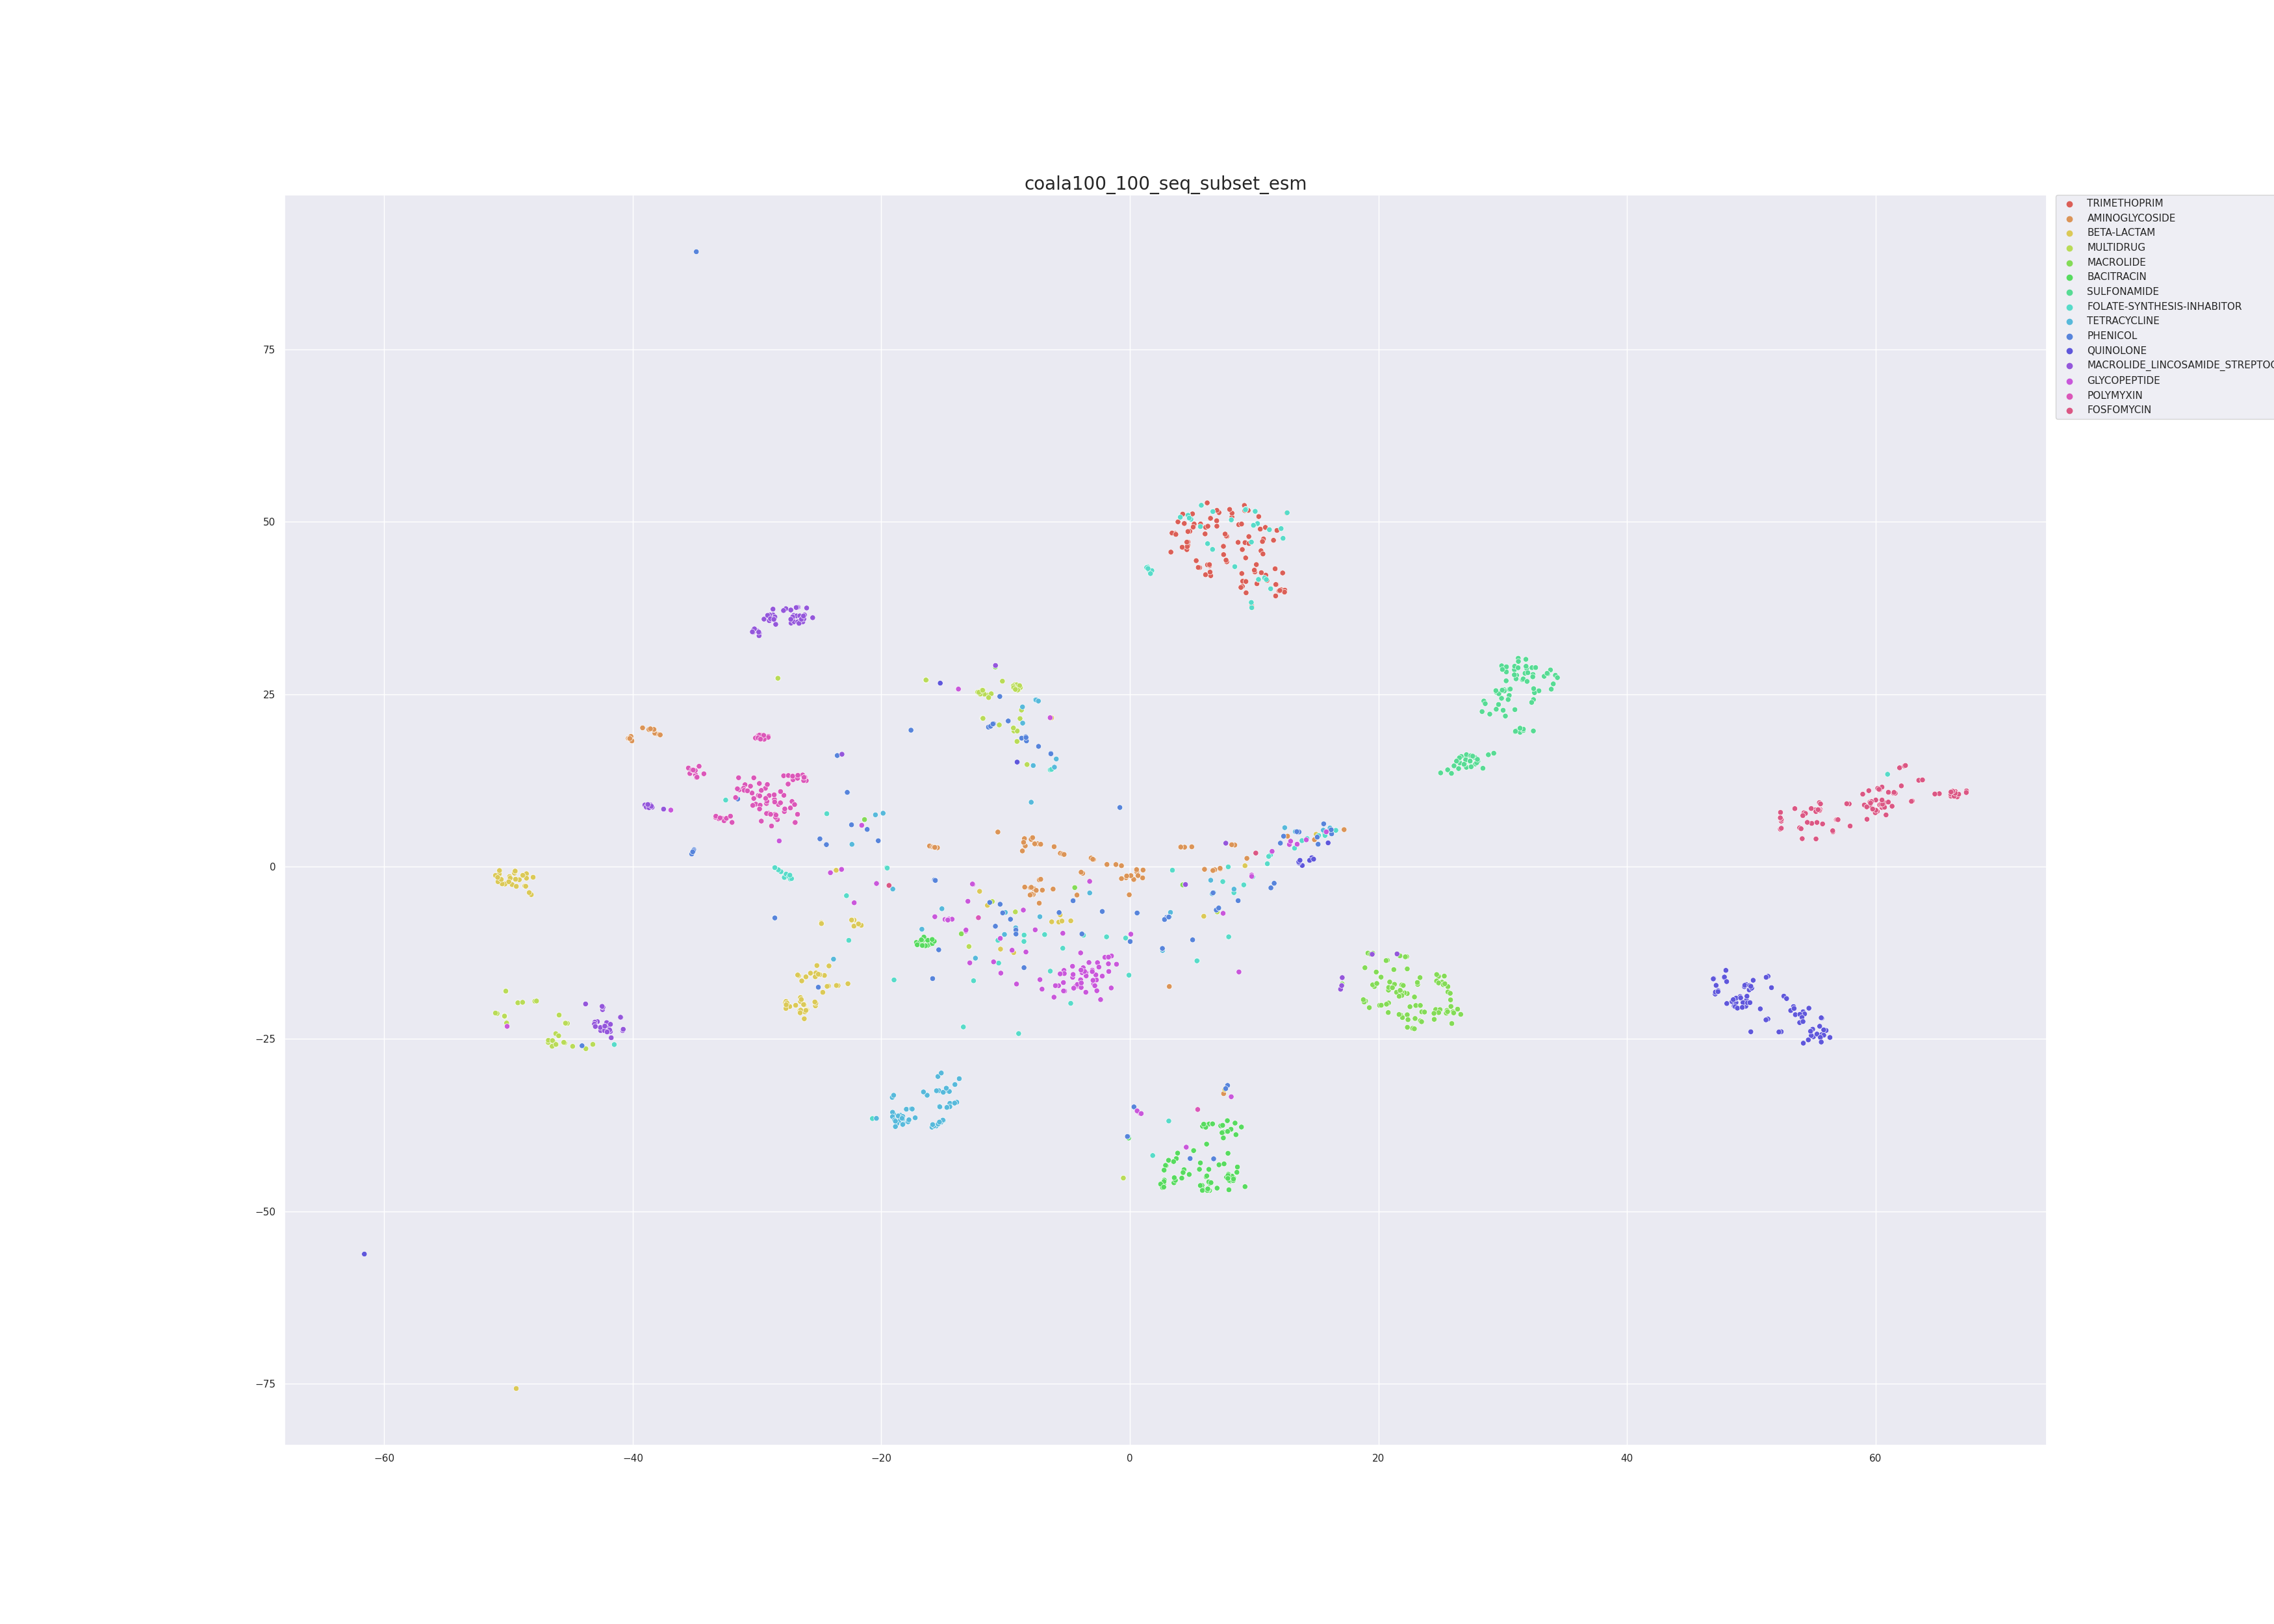 coala100_100_seq_subset_esm
TRIMETHOPRIM
AMINOGLYCOSIDE
BETA-LACTAM
MULTIDRUG
MACROLIDE
BACITRACIN
SULFONAMIDE
FOLATE-SYNTHESIS-INHABITOR
TETRACYCLINE
PHENICOL
QUINOLONE
MACROLIDE_LINCOSAMIDE_STREPTOG
GLYCOPEPTIDE
POLYMYXIN
FOSFOMYCIN
75
50
25
0
−25
−50
−75
−60
−40
−20
0
20
40
60